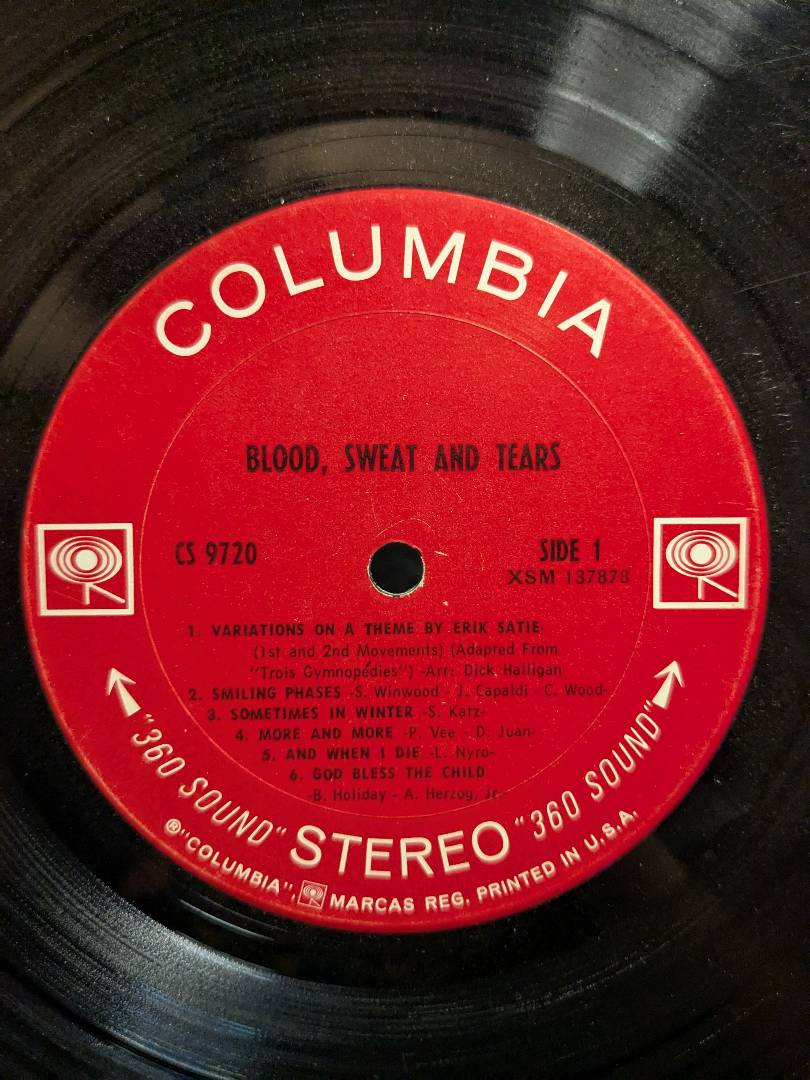 COLUMBIA
BLOOD, SWEAT AND TEARS
CS 9720
SIDE 1
XSM 137878
1. VARIATIONS ON A THEME BY ERIK SATIE
(1st and 2nd Movements) (Adapted From
"Trois Gymnopédies") -Arr: Dick Halligan
2. SMILING PHASES -S. Winwood - J. Capaldi - C. Wood-
3. SOMETIMES IN WINTER -S. Katz-
4. MORE AND MORE -P. Vee - D. Juan-
5. AND WHEN I DIE -L. Nyro-
6. GOD BLESS THE CHILD
-B. Holiday - A. Herzog, Jr.-
"360 SOUND" STEREO "360 SOUND"
® "COLUMBIA", MARCAS REG. PRINTED IN U.S.A.